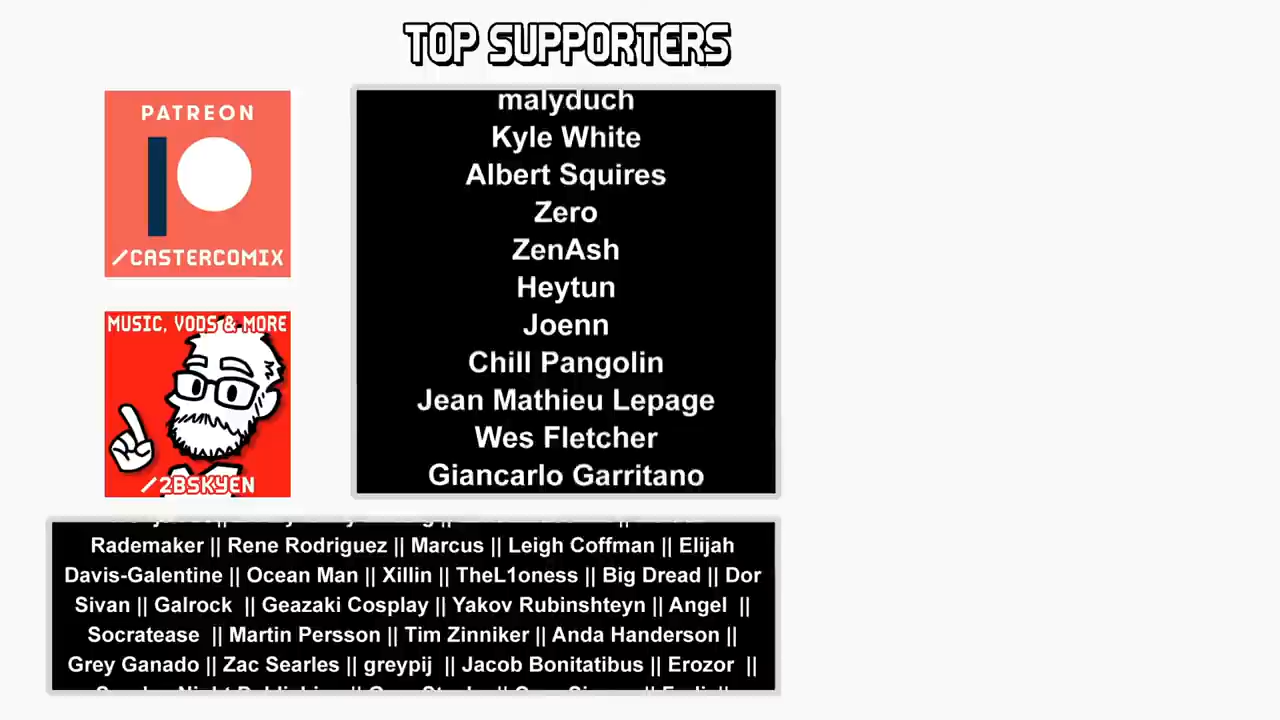 TOP SUPPORTERS
PATREON
/CASTERCOMIX
MUSIC, VODS & MORE
/2BSKYEN
malyduch
Kyle White
Albert Squires
Zero
ZenAsh
Heytun
Joenn
Chill Pangolin
Jean Mathieu Lepage
Wes Fletcher
Giancarlo Garritano
Rademaker || Rene Rodriguez || Marcus || Leigh Coffman || Elijah
Davis-Galentine || Ocean Man || Xillin || TheL1oness || Big Dread || Dor
Sivan || Galrock || Geazaki Cosplay || Yakov Rubinshteyn || Angel ||
Socratease || Martin Persson || Tim Zinniker || Anda Handerson ||
Grey Ganado || Zac Searles || greypij || Jacob Bonitatibus || Erozor ||